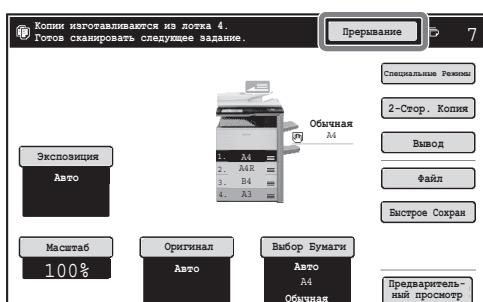 Копии изготавливаются из лотка 4.
Готов сканировать следующее задание.
Прерывание
7
Специальные Режимы
2-Стор. Копия
Обычная
A4
Вывод
Экспозиция
Авто
1. A4
2. A4R
3. B4
4. A3
Файл
Быстрое Сохран
Масштаб
100%
Оригинал
Авто
Выбор Бумаги
Авто
A4
Обычная
Предваритель-
ный просмотр